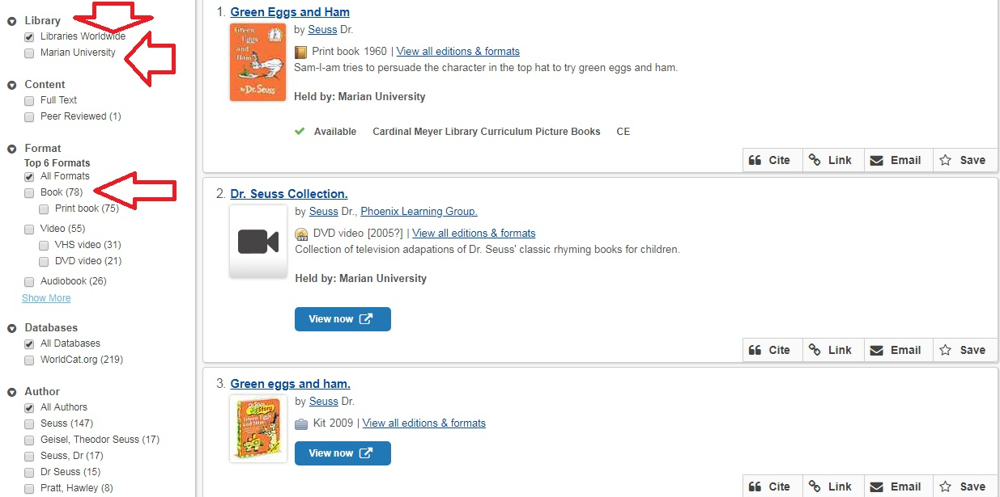 Library
Libraries Worldwide
Marian University
Content
Full Text
Peer Reviewed (1)
Format
Top 6 Formats
All Formats
Book (78)
Print book (75)
Video (55)
VHS video (31)
DVD video (21)
Audiobook (26)
Show More
Databases
All Databases
WorldCat.org (219)
Author
All Authors
Seuss (147)
Geisel, Theodor Seuss (17)
Seuss, Dr (17)
Dr Seuss (15)
Pratt, Hawley (8)
1. Green Eggs and Ham
Green
Eggs
and
Ham
by Dr. Seuss
by Seuss Dr.
Print book 1960 | View all editions & formats
Sam-I-am tries to persuade the character in the top hat to try green eggs and ham.
Held by: Marian University
Available Cardinal Meyer Library Curriculum Picture Books CE
Cite Link Email Save
2. Dr. Seuss Collection.
by Seuss Dr., Phoenix Learning Group.
DVD video [2005?] | View all editions & formats
Collection of television adapations of Dr. Seuss' classic rhyming books for children.
Held by: Marian University
View now
Cite Link Email Save
3. Green eggs and ham.
by Seuss Dr.
Kit 2009 | View all editions & formats
View now
Cite Link Email Save